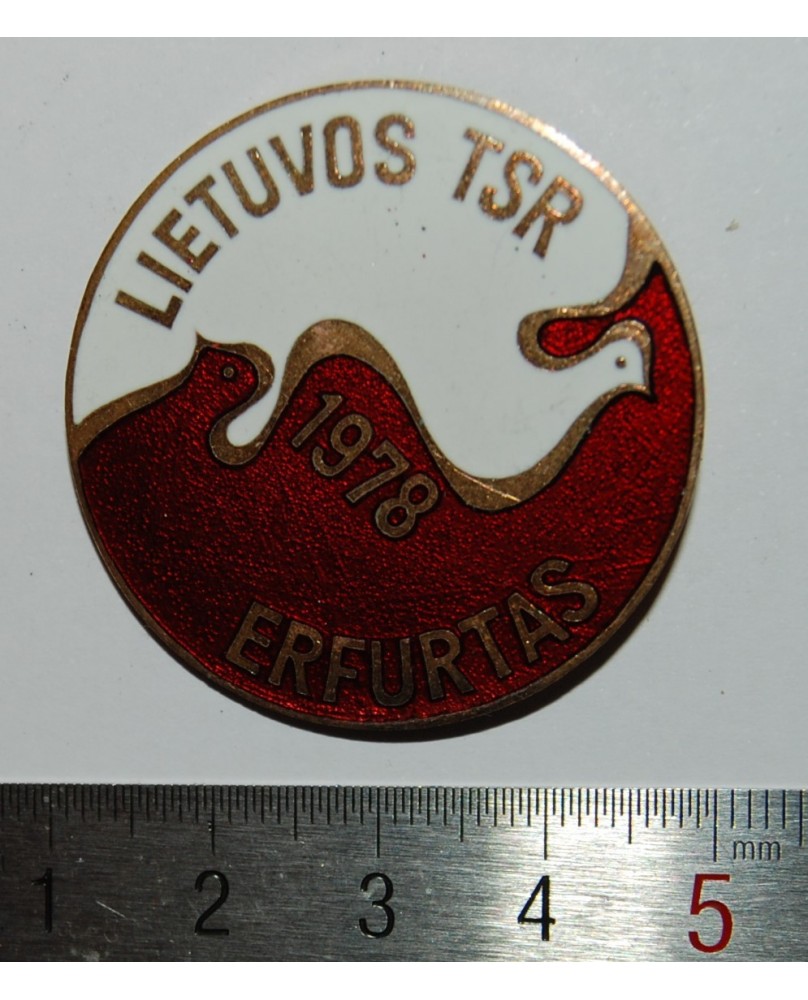 LIETUVOS TSR
1978
ERFURTAS
mm
1 2 3 4 5